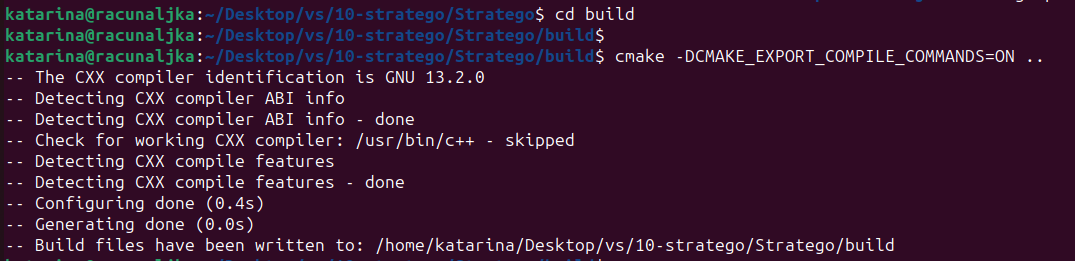 katarina@racunaljka:~/Desktop/vs/10-stratego/Stratego$ cd build
katarina@racunaljka:~/Desktop/vs/10-stratego/Stratego/build$
katarina@racunaljka:~/Desktop/vs/10-stratego/Stratego/build$ cmake -DCMAKE_EXPORT_COMPILE_COMMANDS=ON ..
-- The CXX compiler identification is GNU 13.2.0
-- Detecting CXX compiler ABI info
-- Detecting CXX compiler ABI info - done
-- Check for working CXX compiler: /usr/bin/c++ - skipped
-- Detecting CXX compile features
-- Detecting CXX compile features - done
-- Configuring done (0.4s)
-- Generating done (0.0s)
-- Build files have been written to: /home/katarina/Desktop/vs/10-stratego/Stratego/build